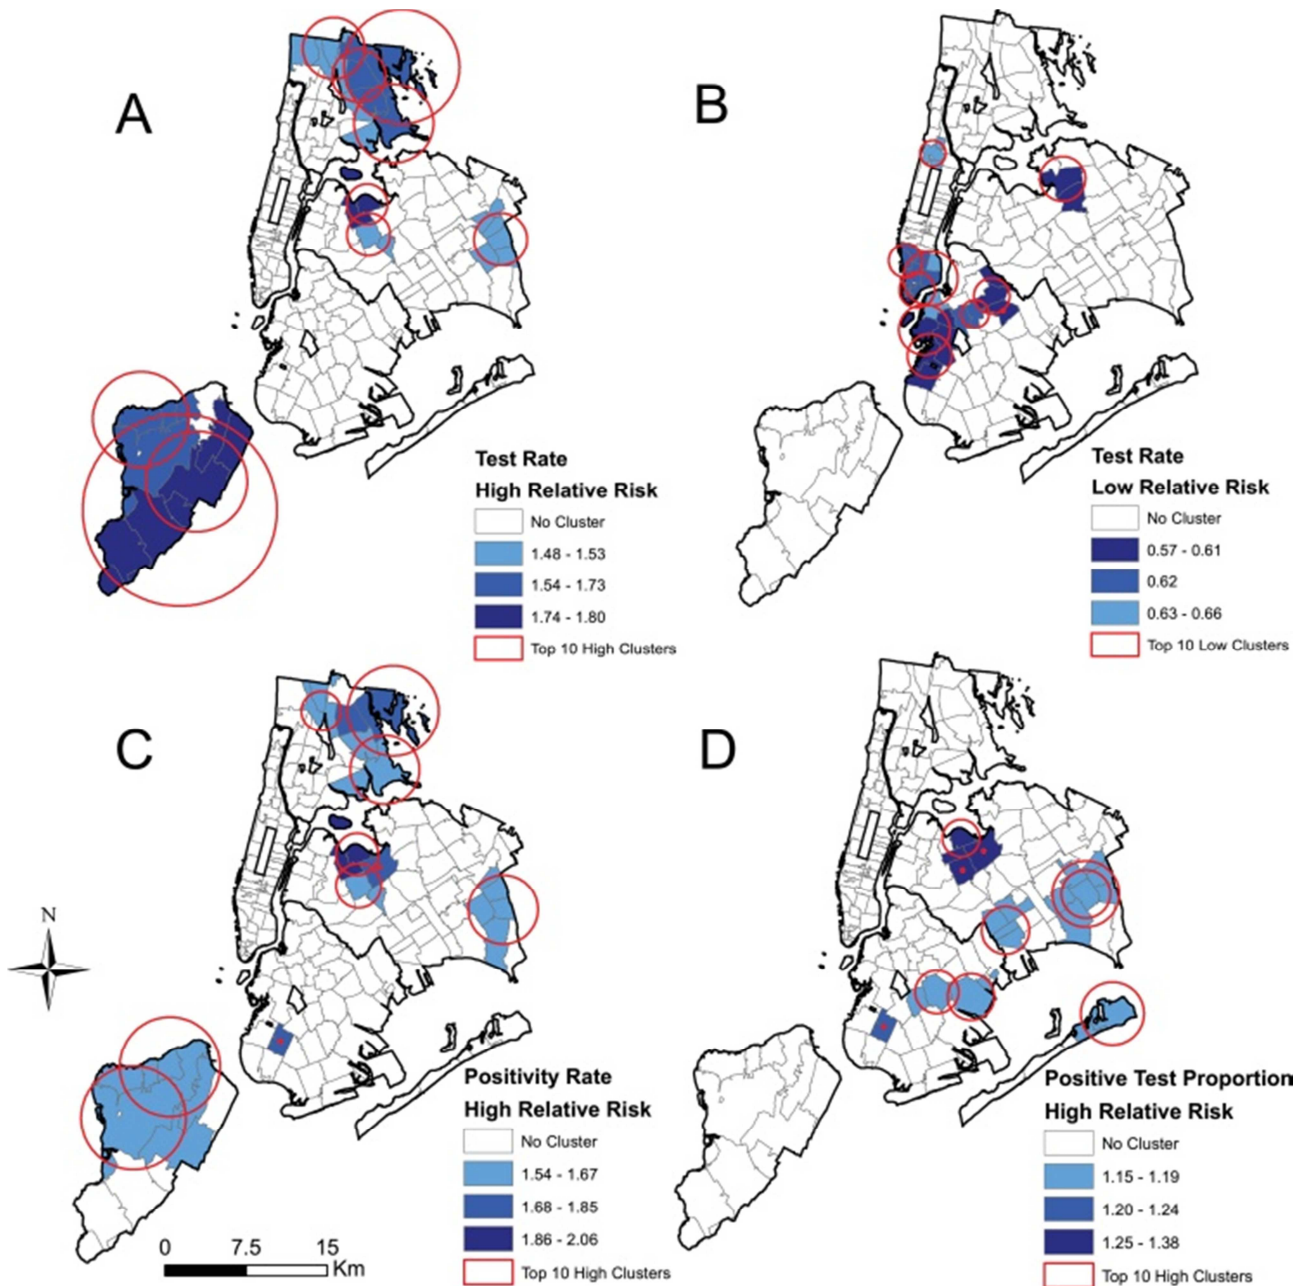 A
B
Test Rate
High Relative Risk
No Cluster
1.48 - 1.53
1.54 - 1.73
1.74 - 1.80
Top 10 High Clusters
Test Rate
Low Relative Risk
No Cluster
0.57 - 0.61
0.62
0.63 - 0.66
Top 10 Low Clusters
C
D
N
Positivity Rate
High Relative Risk
No Cluster
1.54 - 1.67
1.68 - 1.85
1.86 - 2.06
Top 10 High Clusters
0 7.5 15
Km
Positive Test Proportion
High Relative Risk
No Cluster
1.15 - 1.19
1.20 - 1.24
1.25 - 1.38
Top 10 High Clusters